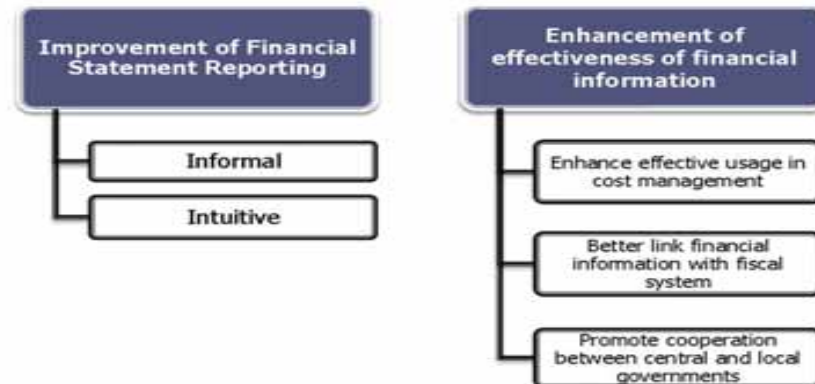 Improvement of Financial
Statement Reporting
Informal
Intuitive
Enhancement of
effectiveness of financial
information
Enhance effective usage in
cost management
Better link financial
information with fiscal
system
Promote cooperation
between central and local
governments